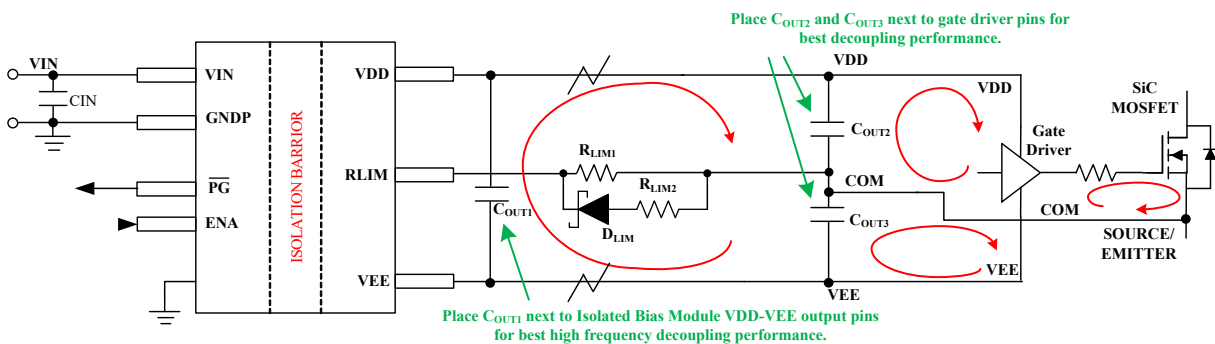 Place COUT2 and COUT3 next to gate driver pins for
best decoupling performance.
VIN
VIN
CIN
GNDP
PG
ENA
ISOLATION BARRIER
VDD
RLIM
VEE
COUT1
RLIM1
RLIM2
DLIM
VDD
COUT2
COM
COUT3
VEE
VDD
Gate
Driver
COM
VEE
SiC
MOSFET
SOURCE/
EMITTER
Place COUT1 next to Isolated Bias Module VDD-VEE output pins
for best high frequency decoupling performance.